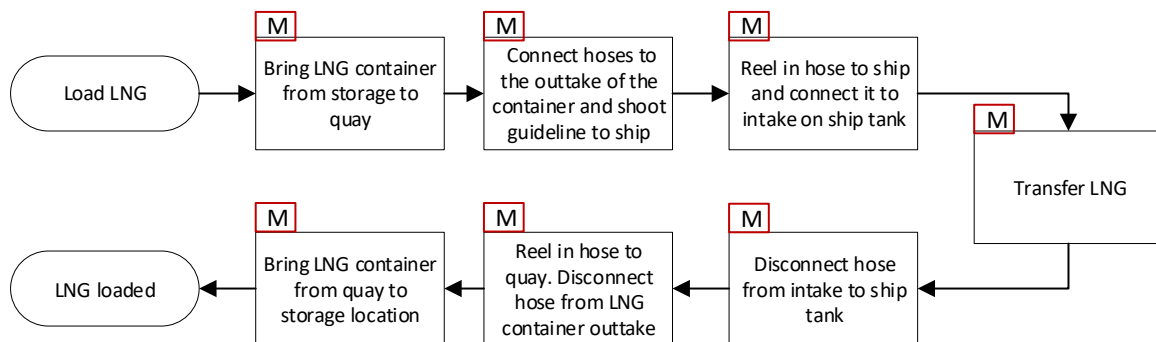 M
M
M
Load LNG
Bring LNG container
from storage to
quay
Connect hoses to
the outtake of the
container and shoot
guideline to ship
Reel in hose to ship
and connect it to
intake on ship tank
M
Transfer LNG
M
Disconnect hose
from intake to ship
tank
M
Reel in hose to
quay. Disconnect
hose from LNG
container outtake
M
Bring LNG container
from quay to
storage location
LNG loaded